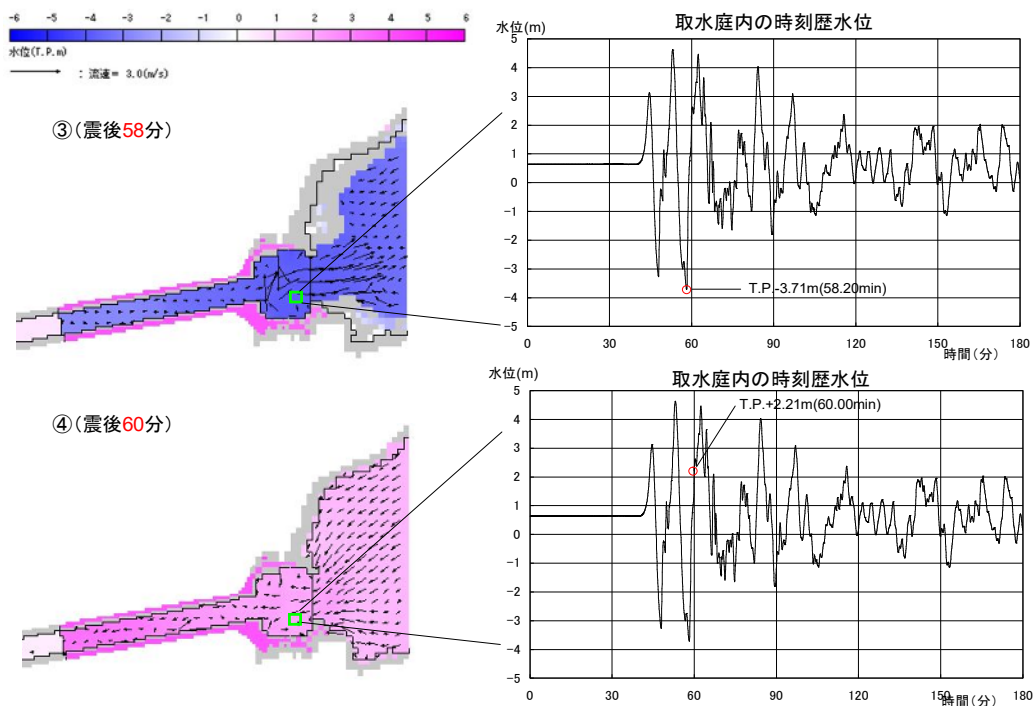 -6 -5 -4 -3 -2 -1 0 1 2 3 4 5 6
水位(T.P.m)
: 流速= 3.0(m/s)
③(震後58分)
取水庭内の時刻歴水位
水位(m)
5
4
3
2
1
0
-1
-2
-3
-4
-5
T.P.-3.71m(58.20min)
0 30 60 90 120 150 180
時間(分)
④(震後60分)
取水庭内の時刻歴水位
水位(m)
5
4
3
2
1
0
-1
-2
-3
-4
-5
T.P.+2.21m(60.00min)
0 30 60 90 120 150 180
時間(分)